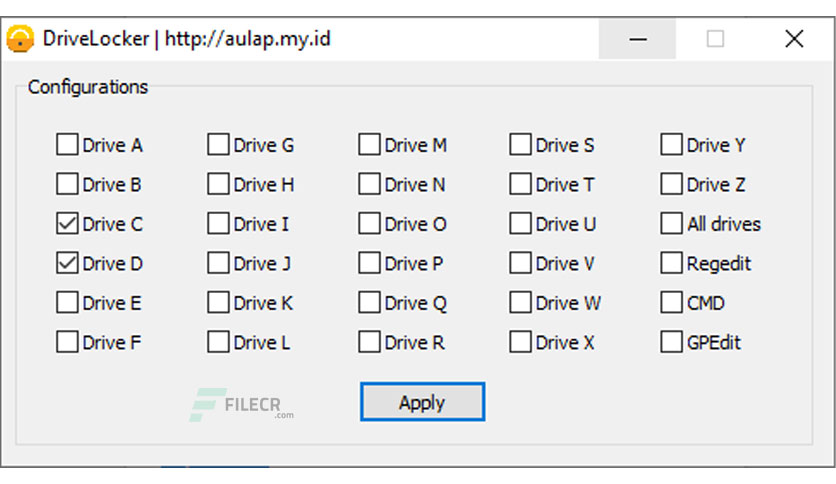 DriveLocker | http://aulap.my.id
Configurations
Drive A Drive G Drive M Drive S Drive Y
Drive B Drive H Drive N Drive T Drive Z
Drive C Drive I Drive O Drive U All drives
Drive D Drive J Drive P Drive V Regedit
Drive E Drive K Drive Q Drive W CMD
Drive F Drive L Drive R Drive X GPEdit
FILECR
.com
Apply